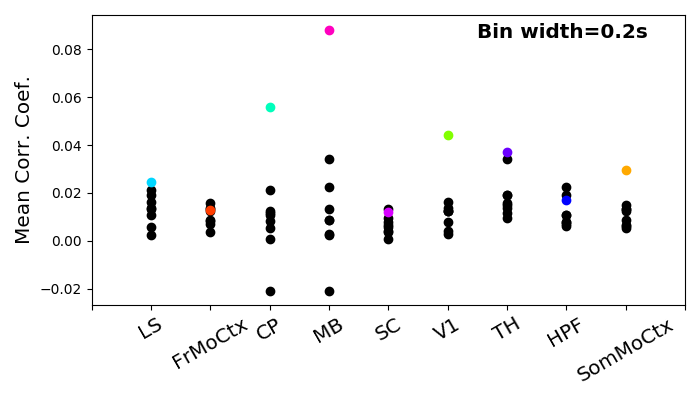 Bin width=0.2s
Mean Corr. Coef.
0.08
0.06
0.04
0.02
0.00
−0.02
LS
FrMoCtx
CP
MB
SC
V1
TH
HPF
SomMoCtx